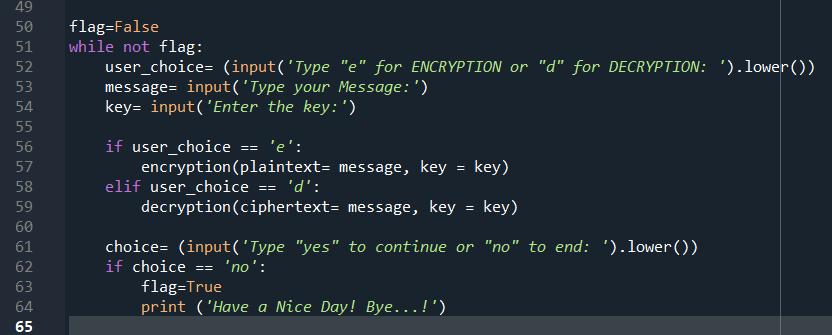 49
50 flag=False
51 while not flag:
52 user_choice= (input('Type "e" for ENCRYPTION or "d" for DECRYPTION: ').lower())
53 message= input('Type your Message:')
54 key= input('Enter the key:')
55
56 if user_choice == 'e':
57 encryption(plaintext= message, key = key)
58 elif user_choice == 'd':
59 decryption(ciphertext= message, key = key)
60
61 choice= (input('Type "yes" to continue or "no" to end: ').lower())
62 if choice == 'no':
63 flag=True
64 print ('Have a Nice Day! Bye...!')
65